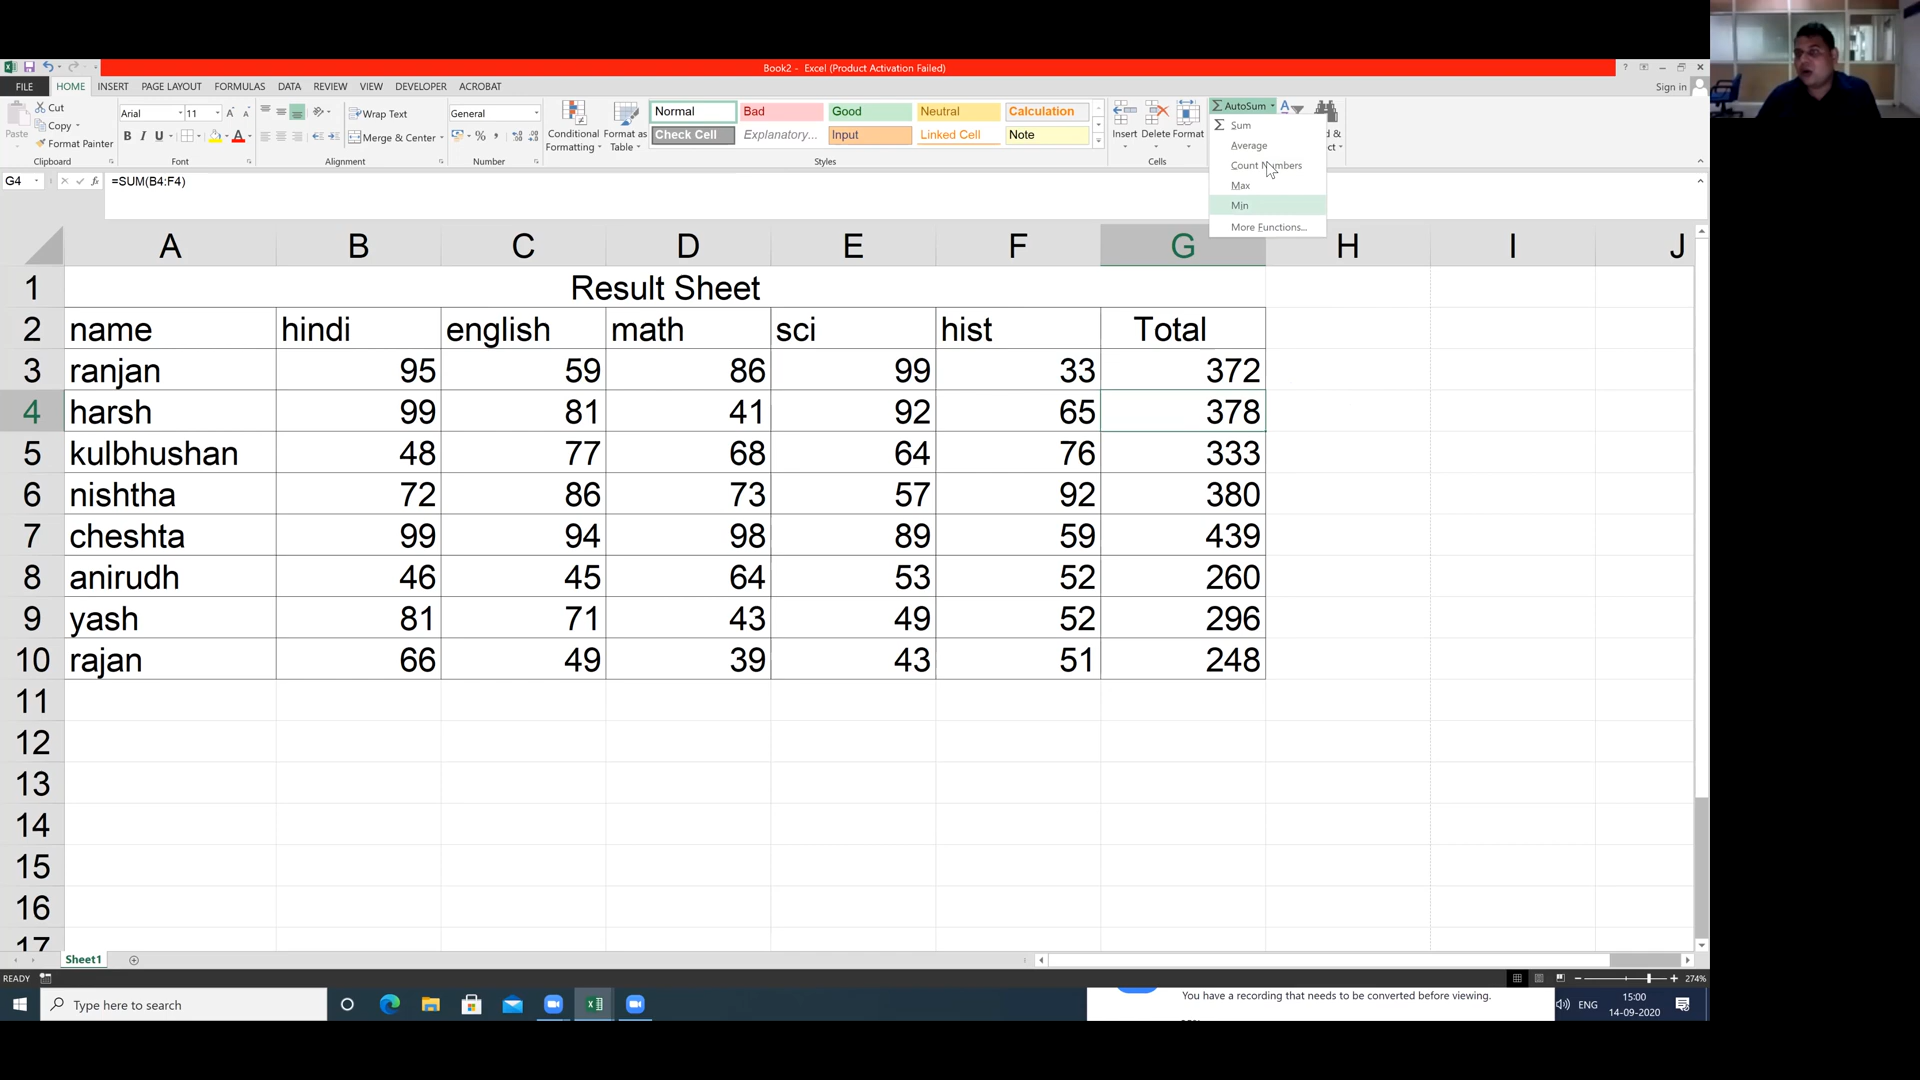 Book2 - Excel (Product Activation Failed)
FILE HOME INSERT PAGE LAYOUT FORMULAS DATA REVIEW VIEW DEVELOPER ACROBAT Sign in
Paste Cut Copy Format Painter Clipboard
Arial 11 B I U A Font
Wrap Text Merge & Center Alignment
General % Number
Conditional Formatting Format as Table
Normal Bad Good Neutral Calculation
Check Cell Explanatory... Input Linked Cell Note
Styles
Insert Delete Format Cells
AutoSum
Sum
Average
Count Numbers
Max
Min
More Functions...
G4 fx =SUM(B4:F4)
A B C D E F G H I J
1 Result Sheet
2 name hindi english math sci hist Total
3 ranjan 95 59 86 99 33 372
4 harsh 99 81 41 92 65 378
5 kulbhushan 48 77 68 64 76 333
6 nishtha 72 86 73 57 92 380
7 cheshta 99 94 98 89 59 439
8 anirudh 46 45 64 53 52 260
9 yash 81 71 43 49 52 296
10 rajan 66 49 39 43 51 248
11
12
13
14
15
16
17
Sheet1
READY 274%
Type here to search
You have a recording that needs to be converted before viewing.
ENG 15:00
14-09-2020